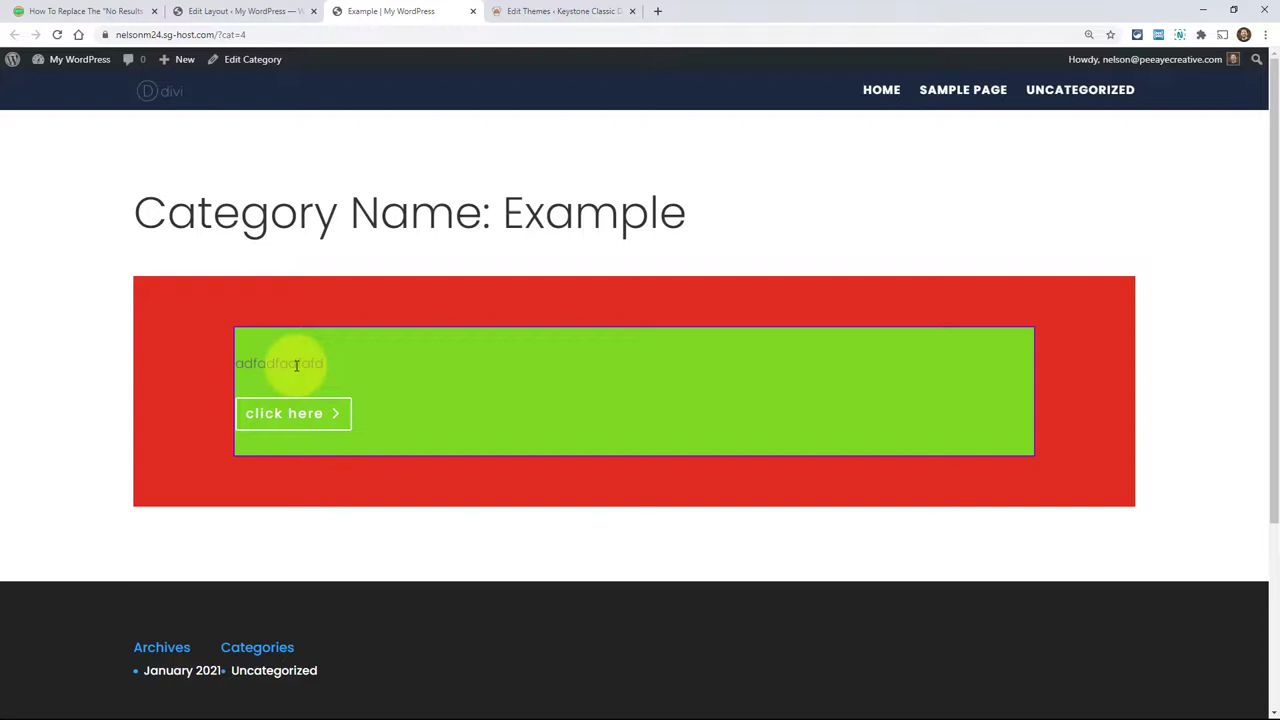 How To Replace The "No Results
Edit Layout ‹ My WordPress — W
Example | My WordPress
Edit Themes ‹ Keystone Classic D
nelsonm24.sg-host.com/?cat=4
My WordPress
0
New
Edit Category
Howdy, nelson@peeayecreative.com
D divi
HOME
SAMPLE PAGE
UNCATEGORIZED
Category Name: Example
adfadfadfafd
click here
Archives
Categories
January 2021
Uncategorized